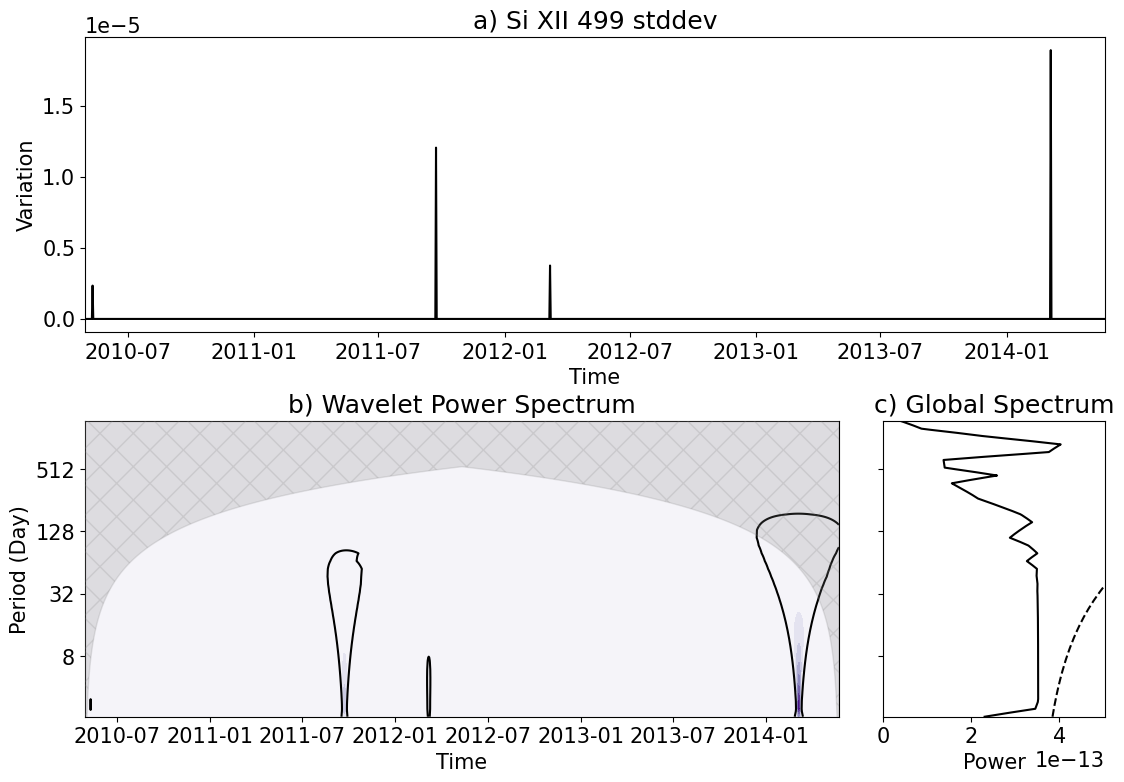 a) Si XII 499 stddev
1e−5
Variation
1.5
1.0
0.5
0.0
2010-07 2011-01 2011-07 2012-01 2012-07 2013-01 2013-07 2014-01
Time
b) Wavelet Power Spectrum
Period (Day)
512
128
32
8
2010-07 2011-01 2011-07 2012-01 2012-07 2013-01 2013-07 2014-01
Time
c) Global Spectrum
0 2 4
Power 1e−13